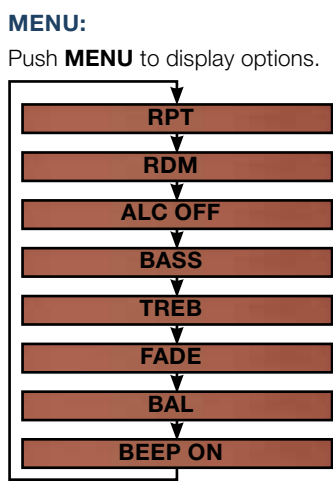 MENU:
Push MENU to display options.
RPT
RDM
ALC OFF
BASS
TREB
FADE
BAL
BEEP ON